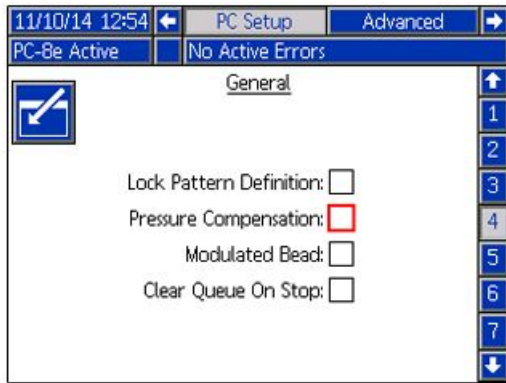 11/10/14 12:54 PC Setup Advanced
PC-8e Active No Active Errors
General
1
2
Lock Pattern Definition: 3
Pressure Compensation: 4
Modulated Bead: 5
Clear Queue On Stop: 6
7